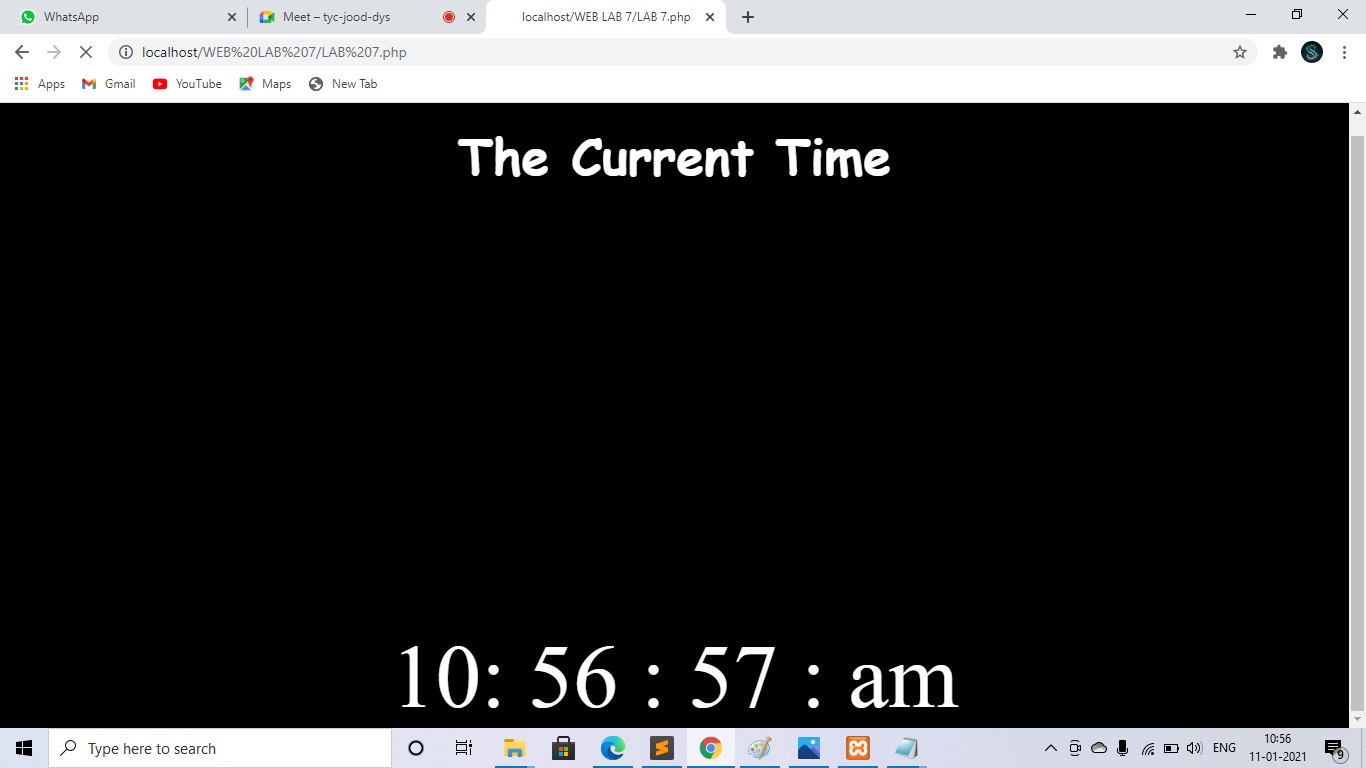 WhatsApp
Meet – tyc-jood-dys
localhost/WEB LAB 7/LAB 7.php
localhost/WEB%20LAB%207/LAB%207.php
Apps
Gmail
YouTube
Maps
New Tab
The Current Time
10: 56 : 57 : am
Type here to search
ENG
10:56
11-01-2021
9